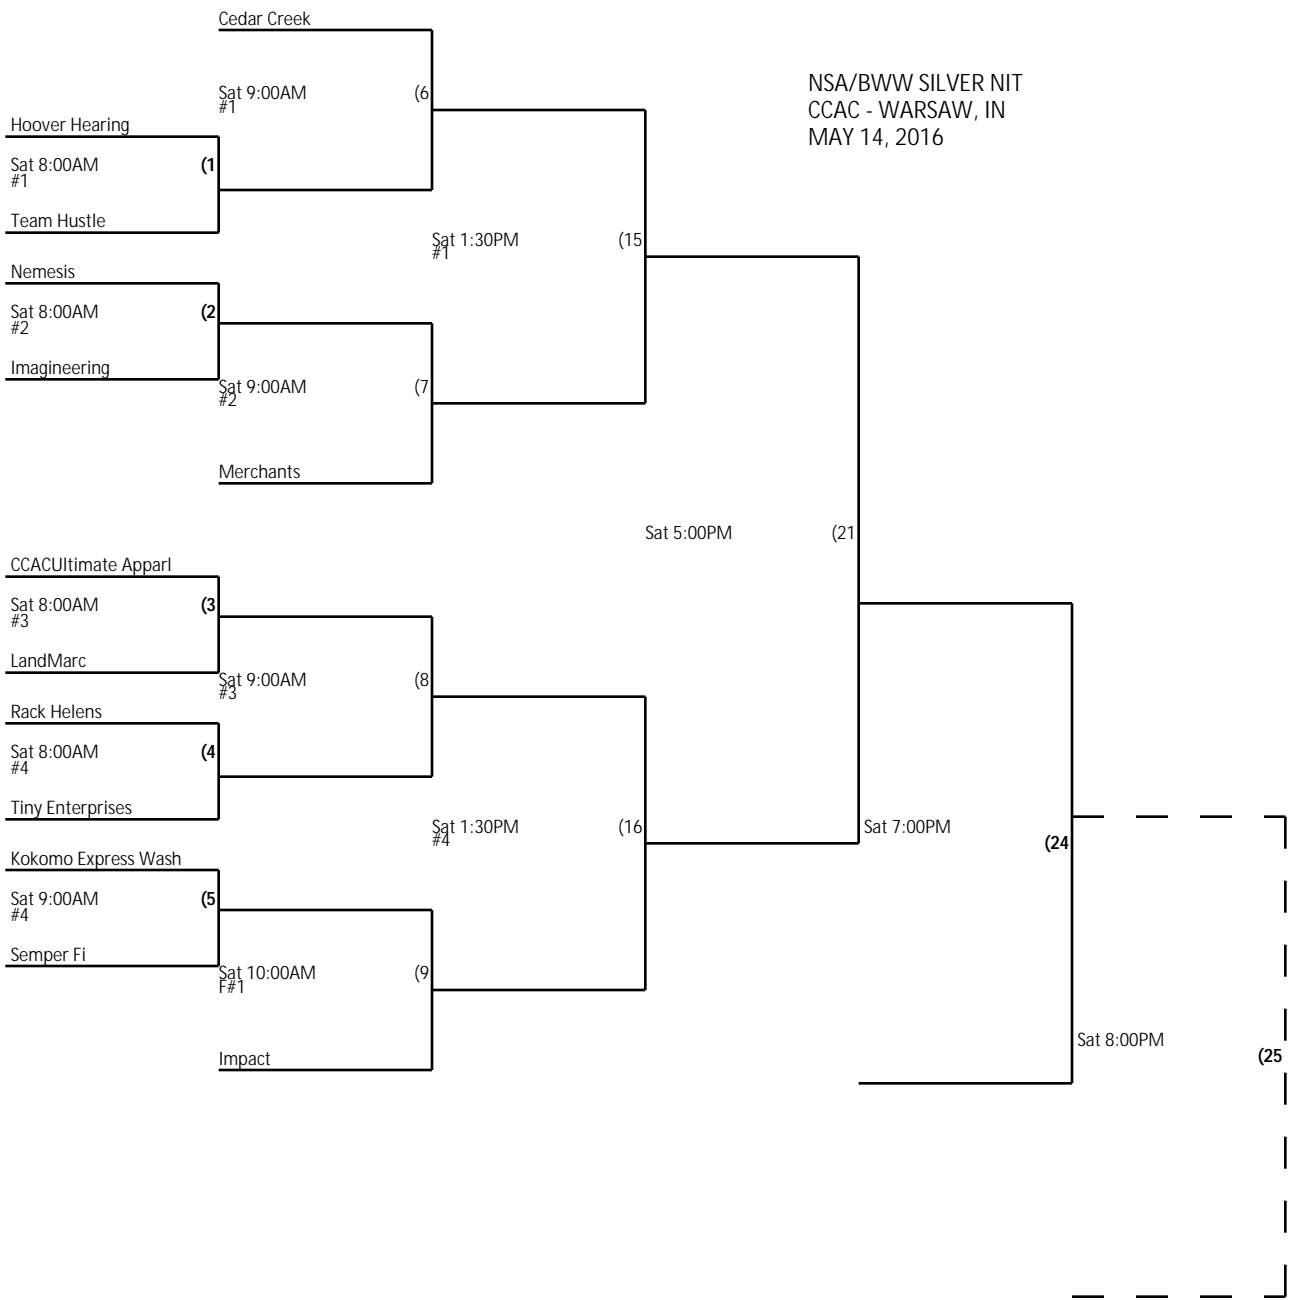 Cedar Creek
NSA/BWW SILVER NIT
CCAC - WARSAW, IN
MAY 14, 2016
Sat 9:00AM (6
#1
Hoover Hearing
Sat 8:00AM (1
#1
Team Hustle
Sat 1:30PM (15
#1
Nemesis
Sat 8:00AM (2
#2
Imagineering
Sat 9:00AM (7
#2
Merchants
Sat 5:00PM (21
CCACUltimate Apparl
Sat 8:00AM (3
#3
LandMarc
Sat 9:00AM (8
#3
Rack Helens
Sat 8:00AM (4
#4
Tiny Enterprises
Sat 1:30PM (16
#4
Sat 7:00PM (24
Kokomo Express Wash
Sat 9:00AM (5
#4
Semper Fi
Sat 10:00AM (9
F#1
Impact
Sat 8:00PM (25